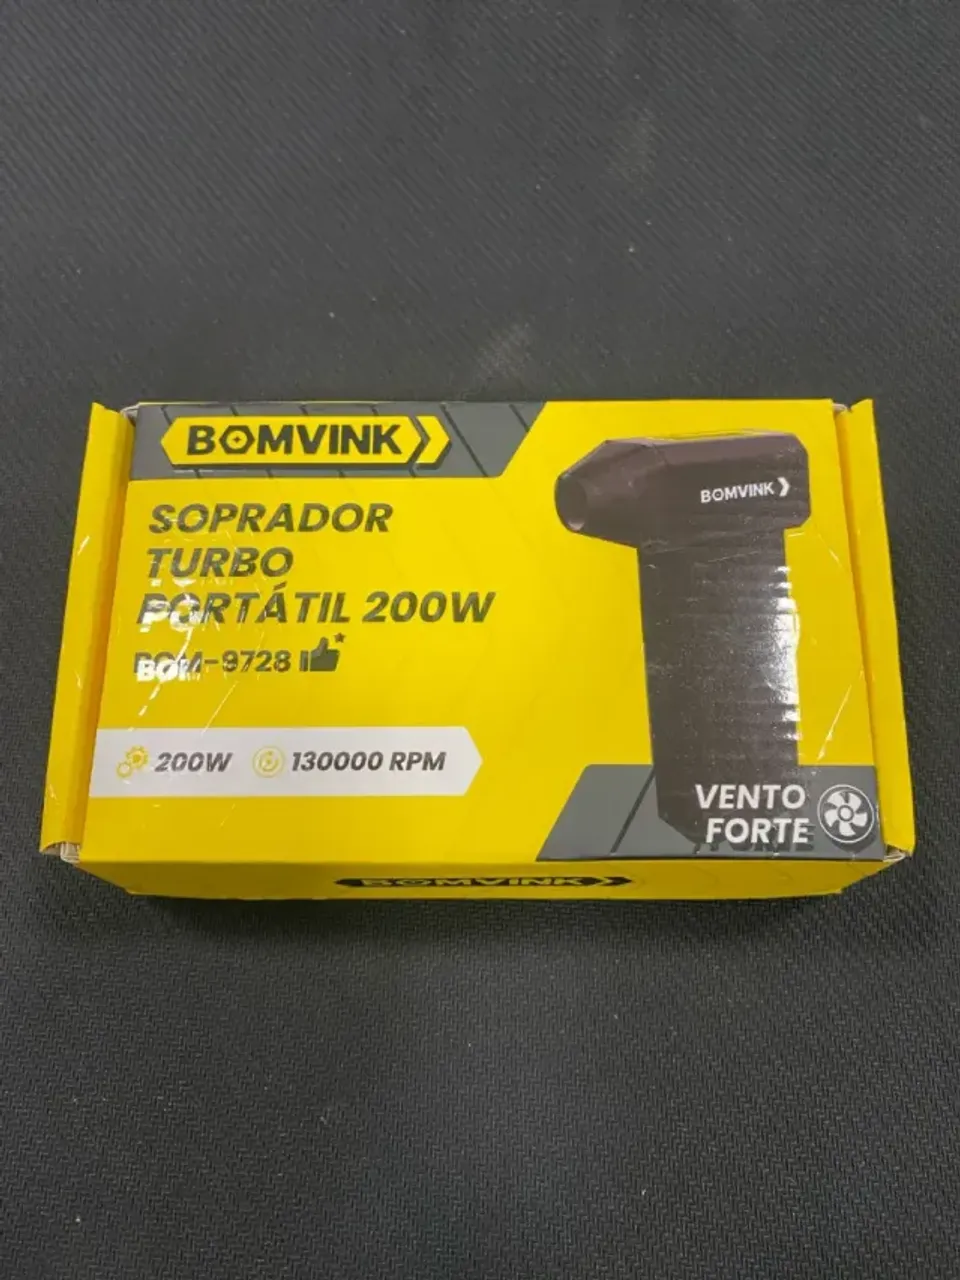 BOMVINK
SOPRADOR
TURBO
PORTÁTIL 200W
BOM-9728
200W 130000 RPM
BOMVINK
VENTO
FORTE
BOMVINK